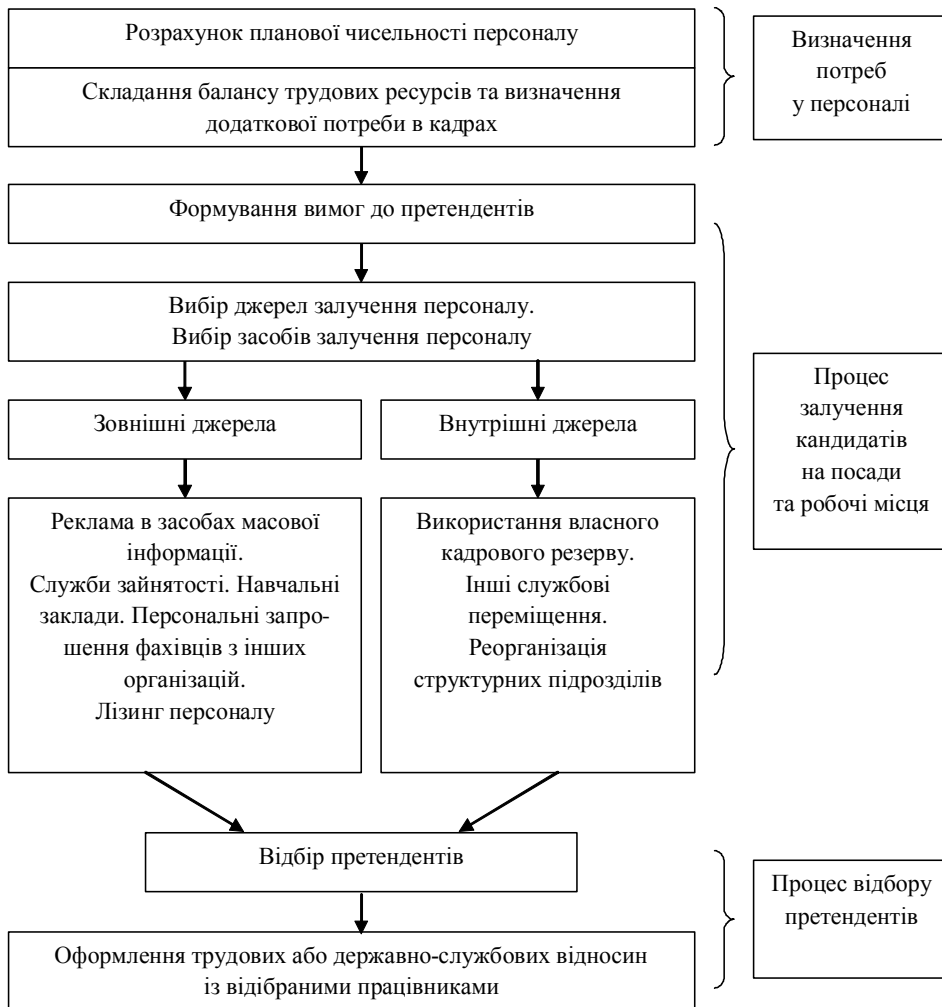 Розрахунок планової чисельності персоналу
Складання балансу трудових ресурсів та визначення
додаткової потреби в кадрах
Визначення
потреб
у персоналі
Формування вимог до претендентів
Вибір джерел залучення персоналу.
Вибір засобів залучення персоналу
Зовнішні джерела
Внутрішні джерела
Реклама в засобах масової
інформації.
Служби зайнятості. Навчальні
заклади. Персональні запро-
шення фахівців з інших
організацій.
Лізинг персоналу
Використання власного
кадрового резерву.
Інші службові
переміщення.
Реорганізація
структурних підрозділів
Процес
залучення
кандидатів
на посади
та робочі місця
Відбір претендентів
Оформлення трудових або державно-службових відносин
із відібраними працівниками
Процес відбору
претендентів